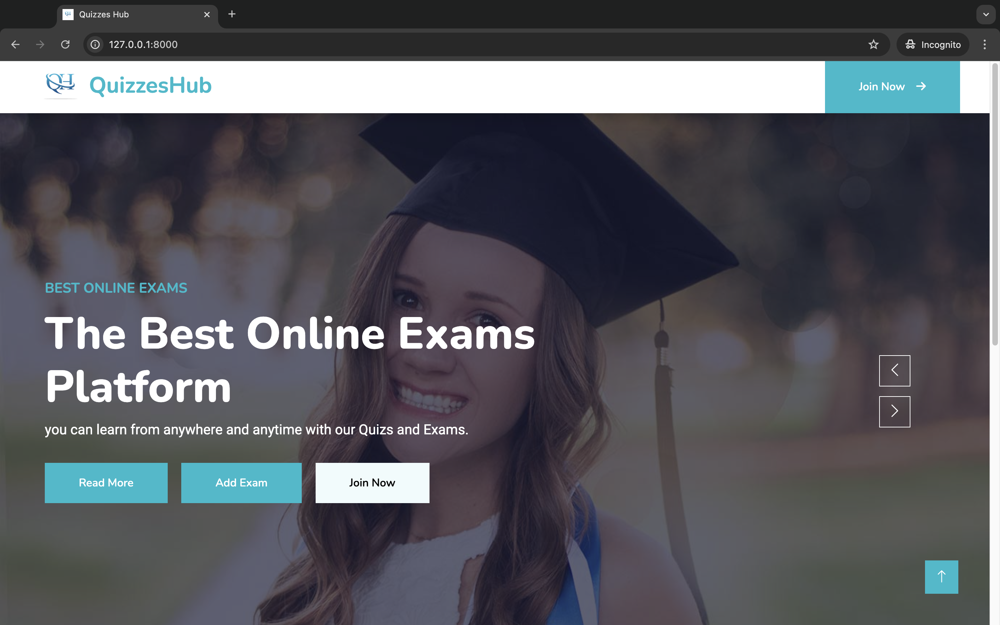 Quizzes Hub
127.0.0.1:8000
Incognito
QH
QuizzesHub
Join Now
BEST ONLINE EXAMS
The Best Online Exams
Platform
you can learn from anywhere and anytime with our Quizs and Exams.
Read More
Add Exam
Join Now